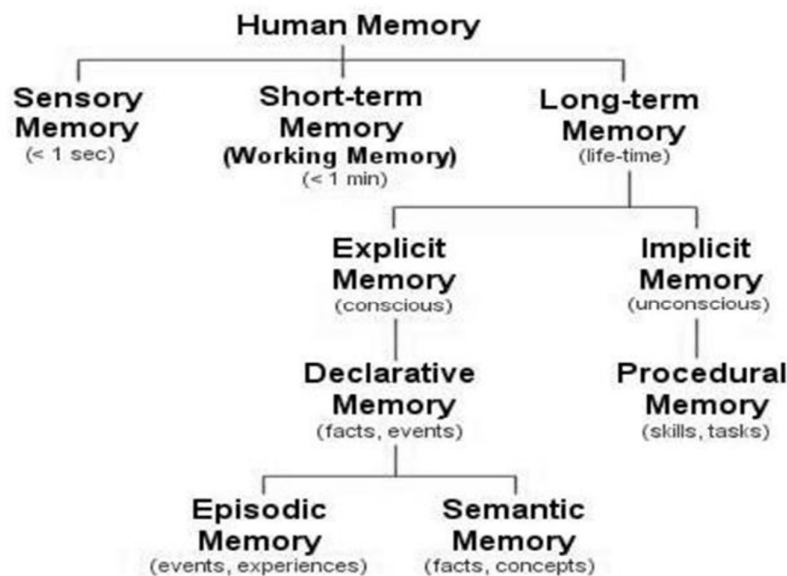 Human Memory
Sensory
Memory
(< 1 sec)
Short-term
Memory
(Working Memory)
(< 1 min)
Long-term
Memory
(life-time)
Explicit
Memory
(conscious)
Implicit
Memory
(unconscious)
Declarative
Memory
(facts, events)
Procedural
Memory
(skills, tasks)
Episodic
Memory
(events, experiences)
Semantic
Memory
(facts, concepts)